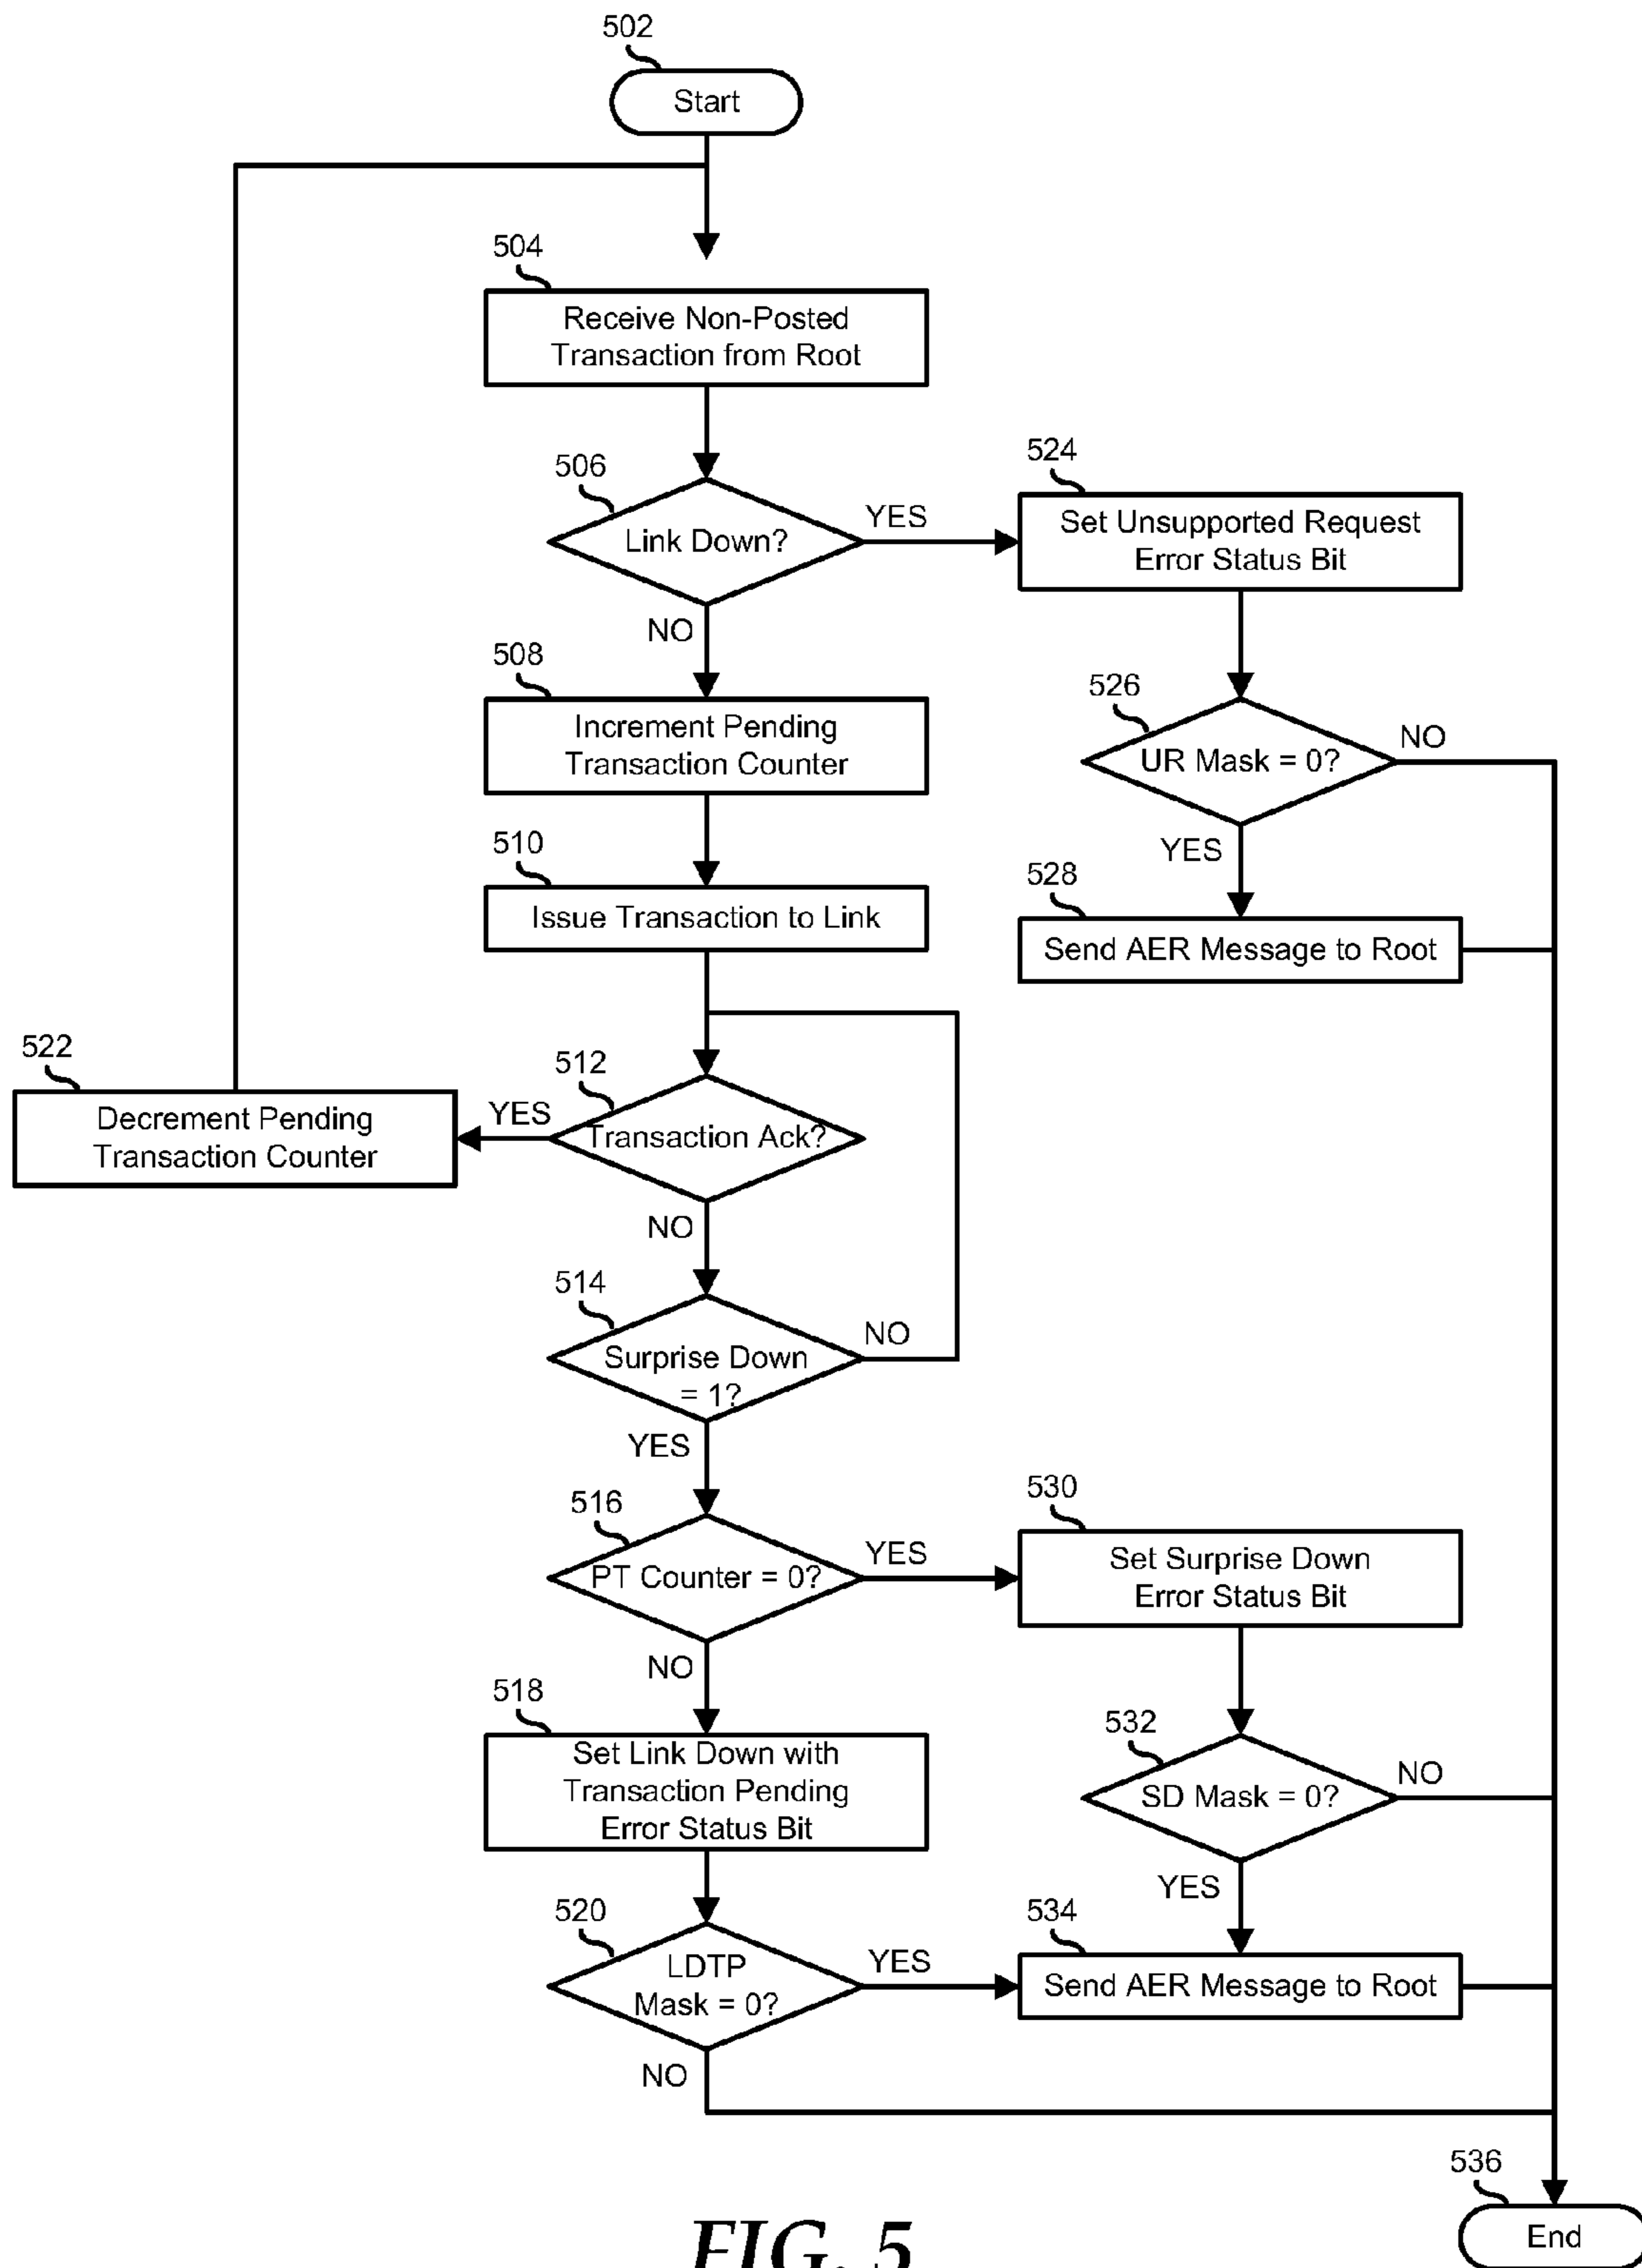 502
Start
504
Receive Non-Posted
Transaction from Root
506
Link Down?
YES
NO
524
Set Unsupported Request
Error Status Bit
508
Increment Pending
Transaction Counter
526
UR Mask = 0?
NO
YES
510
Issue Transaction to Link
528
Send AER Message to Root
522
Decrement Pending
Transaction Counter
YES
512
Transaction Ack?
NO
514
Surprise Down
= 1?
NO
YES
516
PT Counter = 0?
YES
NO
530
Set Surprise Down
Error Status Bit
518
Set Link Down with
Transaction Pending
Error Status Bit
532
SD Mask = 0?
NO
YES
520
LDTP
Mask = 0?
YES
NO
534
Send AER Message to Root
536
End
FIG. 5